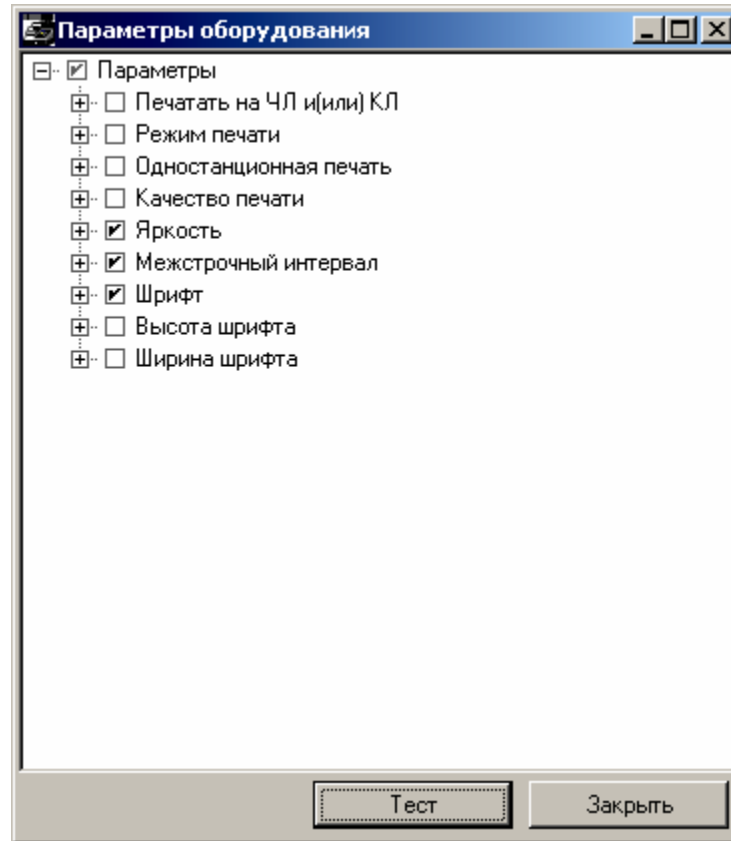 Параметры оборудования
Параметры
Печатать на ЧЛ и(или) КЛ
Режим печати
Одностанционная печать
Качество печати
Яркость
Межстрочный интервал
Шрифт
Высота шрифта
Ширина шрифта
Тест
Закрыть